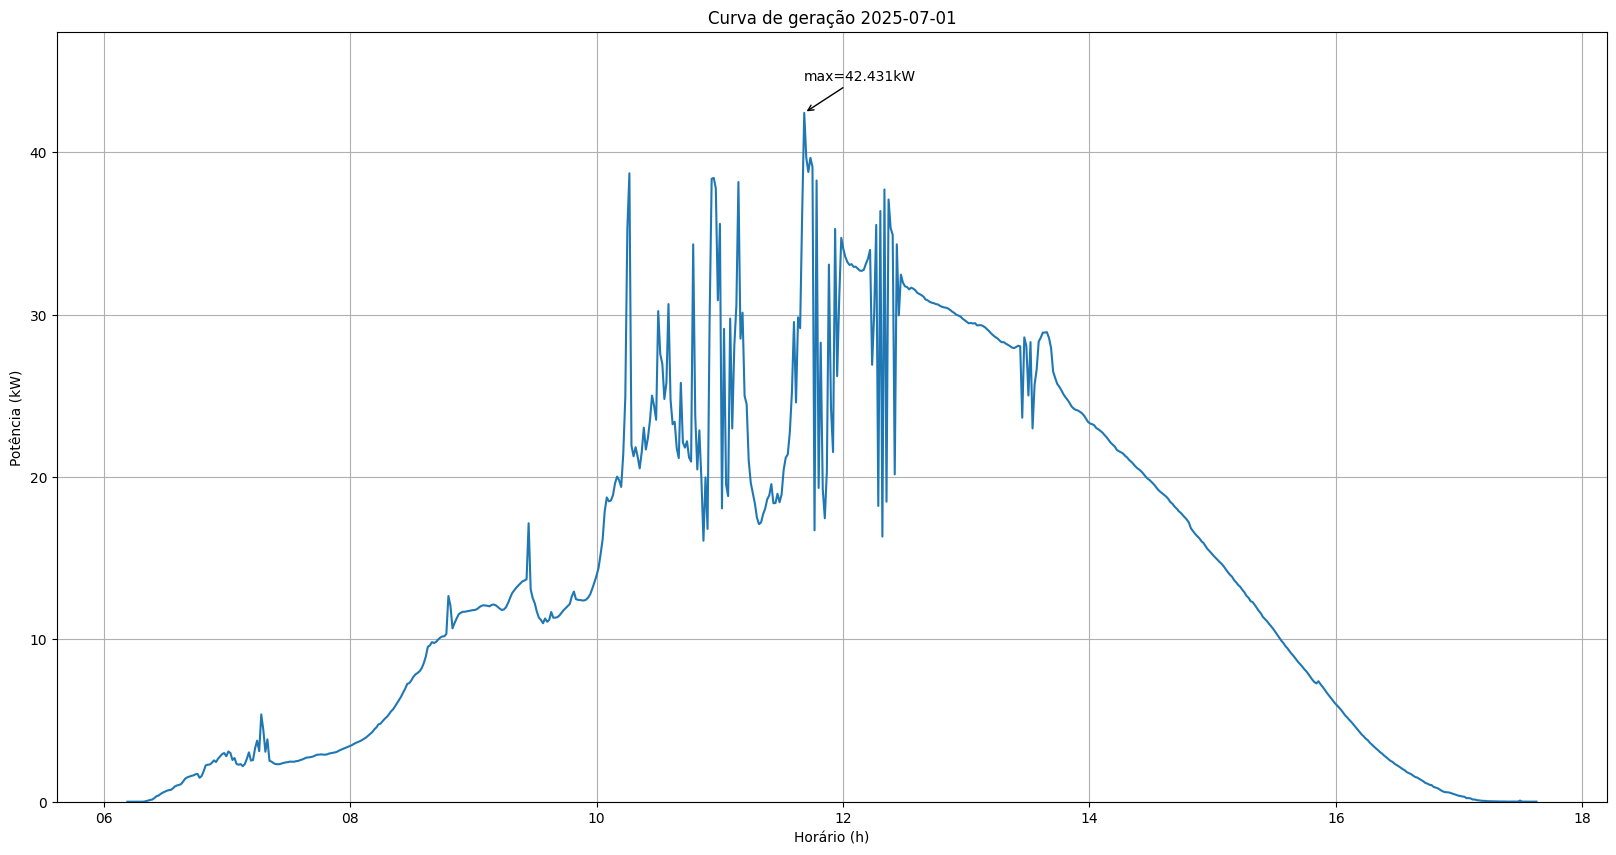 Curva de geração 2025-07-01
max=42.431kW
Potência (kW)
40
30
20
10
0
06 08 10 12 14 16 18
Horário (h)